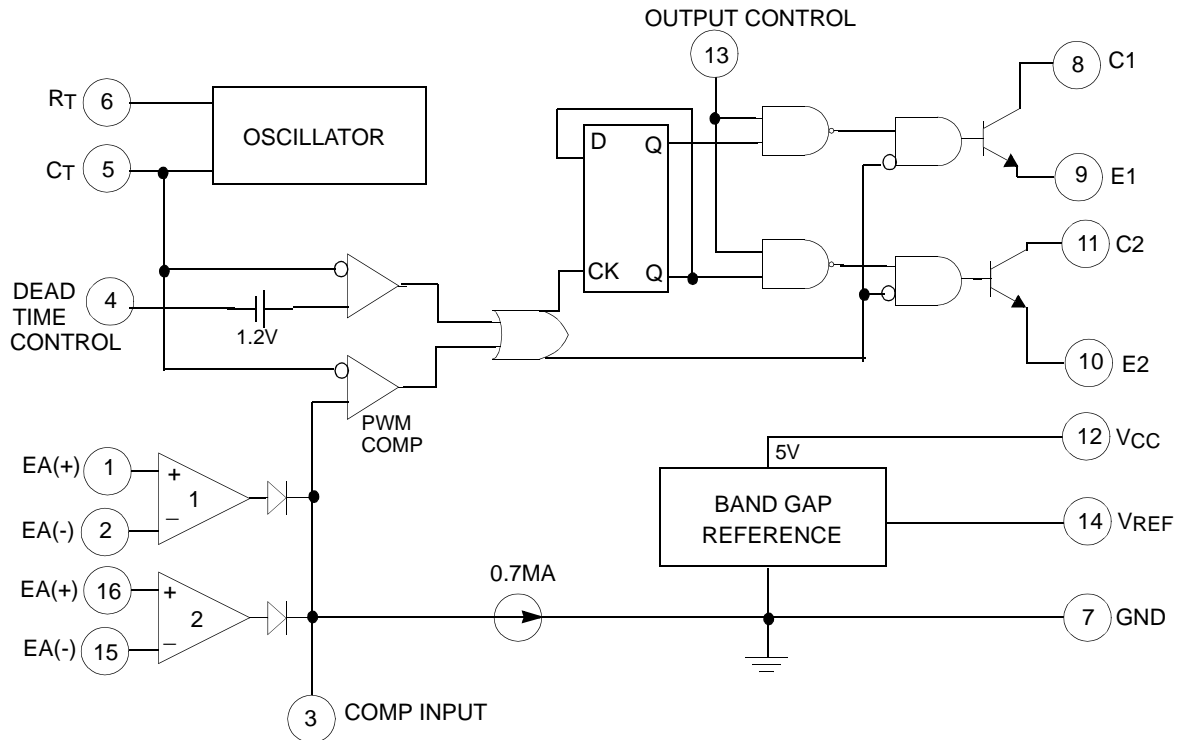 OUTPUT CONTROL
13
8 C1
RT 6
OSCILLATOR
D Q
CT 5
9 E1
11 C2
CK Q
DEAD
TIME
CONTROL
4
1.2V
10 E2
PWM
COMP
12 VCC
EA(+) 1
+
1
5V
EA(-) 2
−
BAND GAP
REFERENCE
14 VREF
EA(+) 16
+
2
0.7MA
7 GND
EA(-) 15
−
3 COMP INPUT